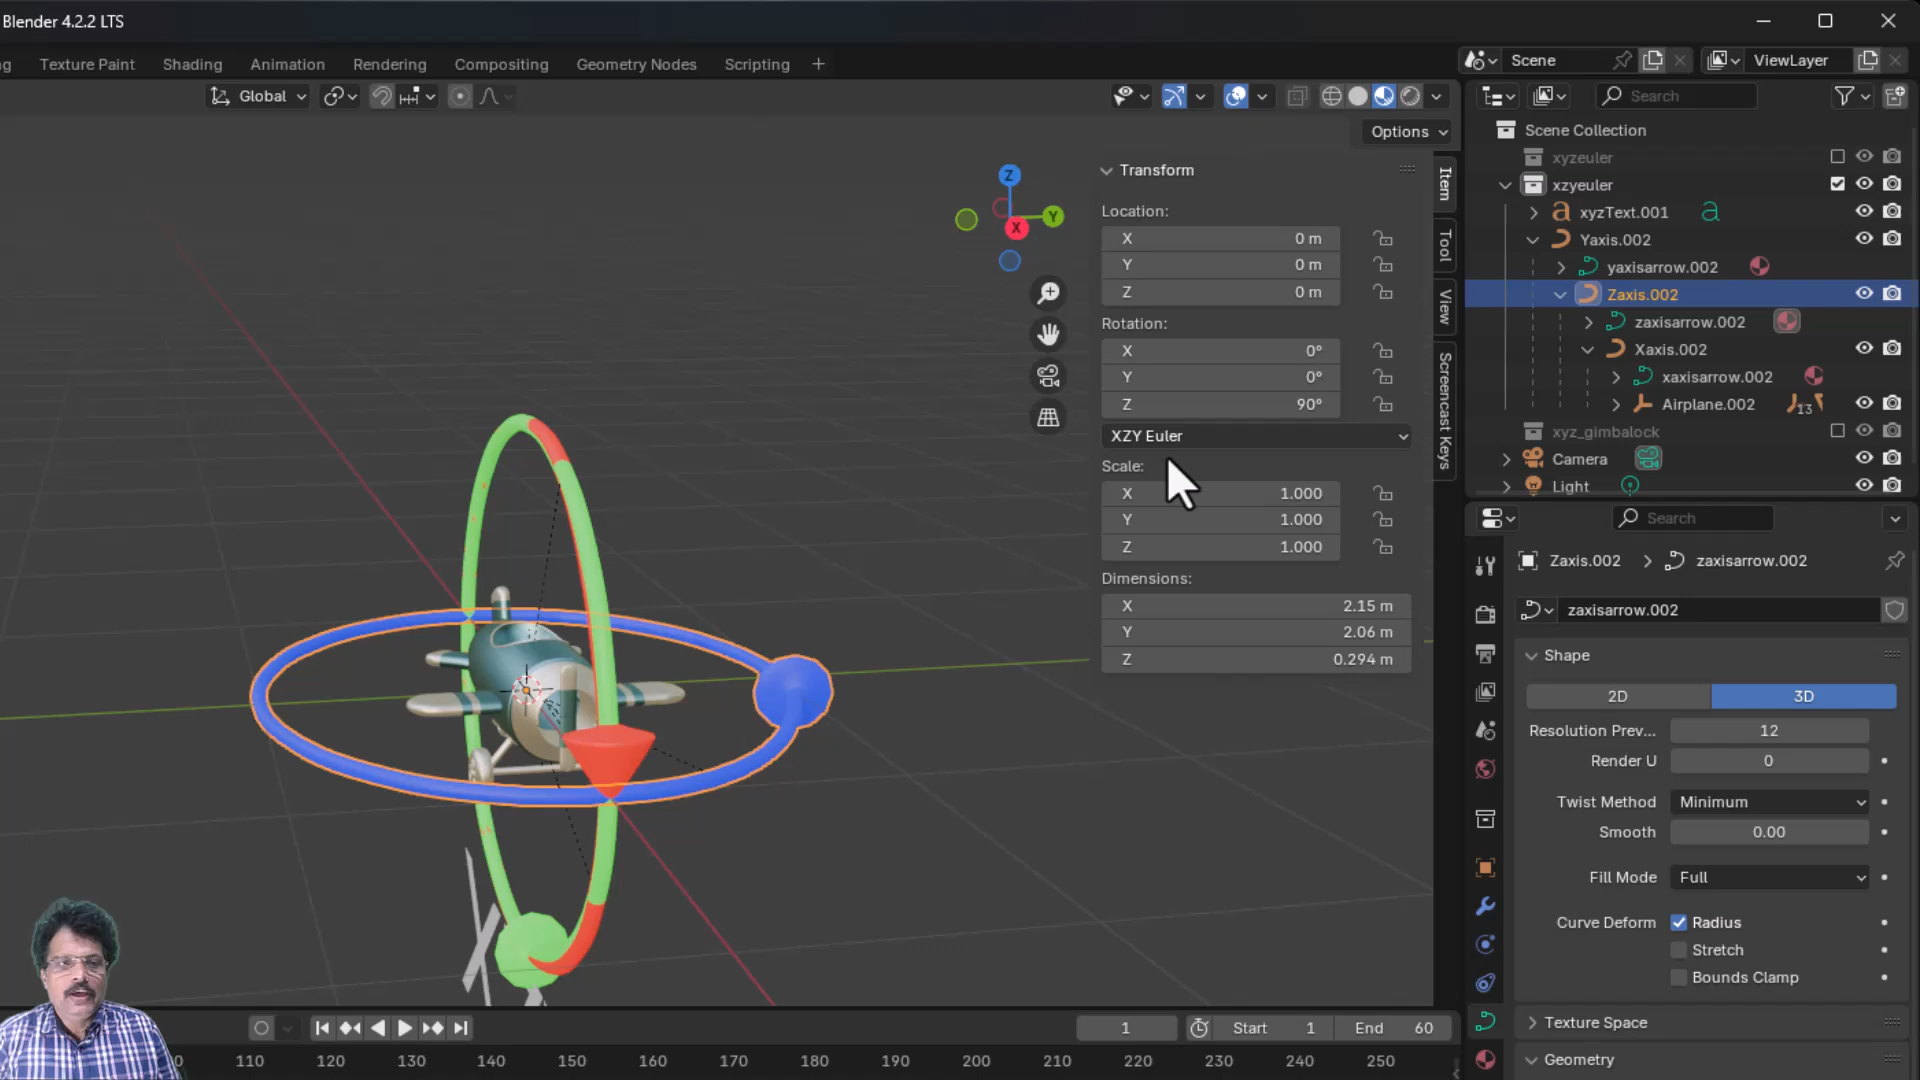 Blender 4.2.2 LTS
ng Texture Paint Shading Animation Rendering Compositing Geometry Nodes Scripting +
Scene
ViewLayer
Global
Search
Options
Z
Y
X
Transform
Location:
X 0 m
Y 0 m
Z 0 m
Rotation:
X 0°
Y 0°
Z 90°
XZY Euler
Scale:
X 1.000
Y 1.000
Z 1.000
Dimensions:
X 2.15 m
Y 2.06 m
Z 0.294 m
Item
Tool
View
Screencast Keys
Scene Collection
xyzeuler
xzyeuler
xyzText.001
Yaxis.002
yaxisarrow.002
Zaxis.002
zaxisarrow.002
Xaxis.002
xaxisarrow.002
Airplane.002 13
xyz_gimbalock
Camera
Light
Search
Zaxis.002 zaxisarrow.002
zaxisarrow.002
Shape
2D 3D
Resolution Prev... 12
Render U 0
Twist Method Minimum
Smooth 0.00
Fill Mode Full
Curve Deform Radius
Stretch
Bounds Clamp
Texture Space
Geometry
1 Start 1 End 60
0 110 120 130 140 150 160 170 180 190 200 210 220 230 240 250